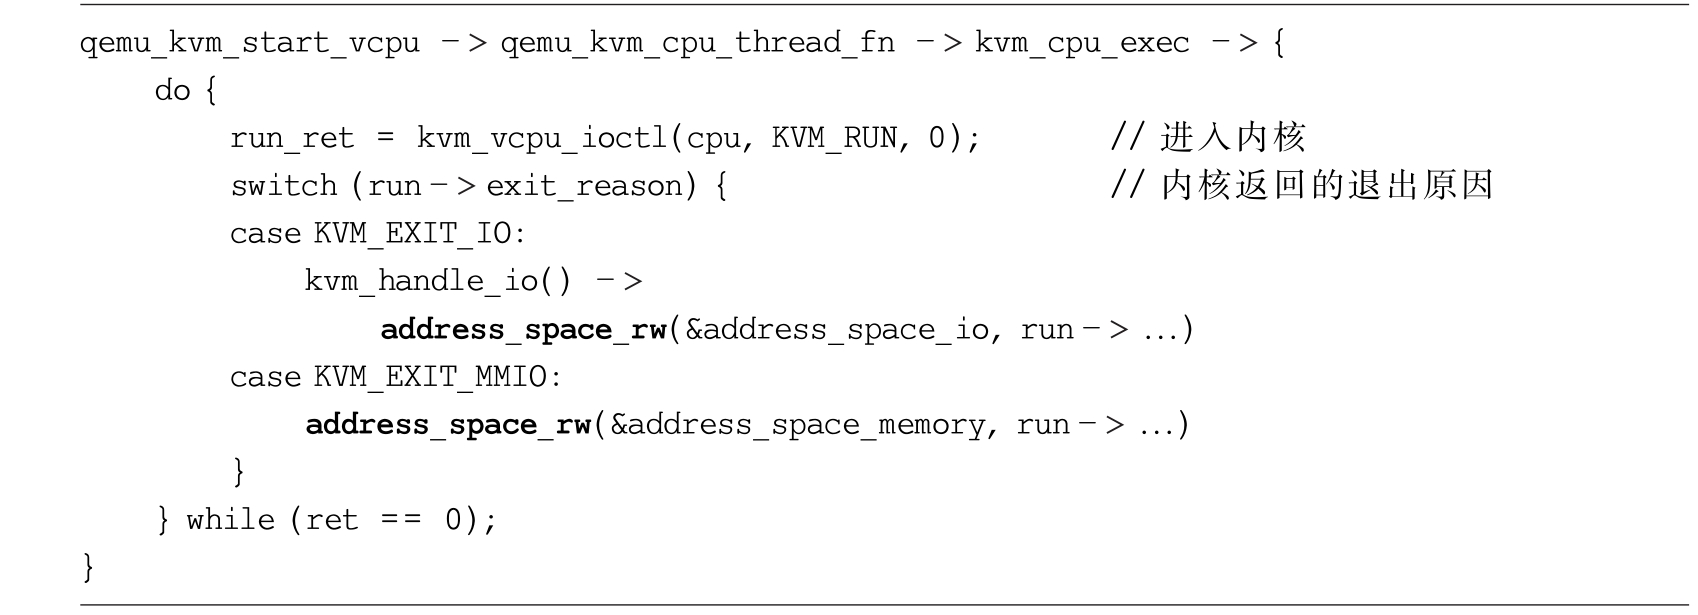 qemu_kvm_start_vcpu -> qemu_kvm_cpu_thread_fn -> kvm_cpu_exec -> {
do {
run_ret = kvm_vcpu_ioctl(cpu, KVM_RUN, 0); // 进入内核
switch (run->exit_reason) { // 内核返回的退出原因
case KVM_EXIT_IO:
kvm_handle_io() ->
address_space_rw(&address_space_io, run->...)
case KVM_EXIT_MMIO:
address_space_rw(&address_space_memory, run->...)
}
} while (ret == 0);
}